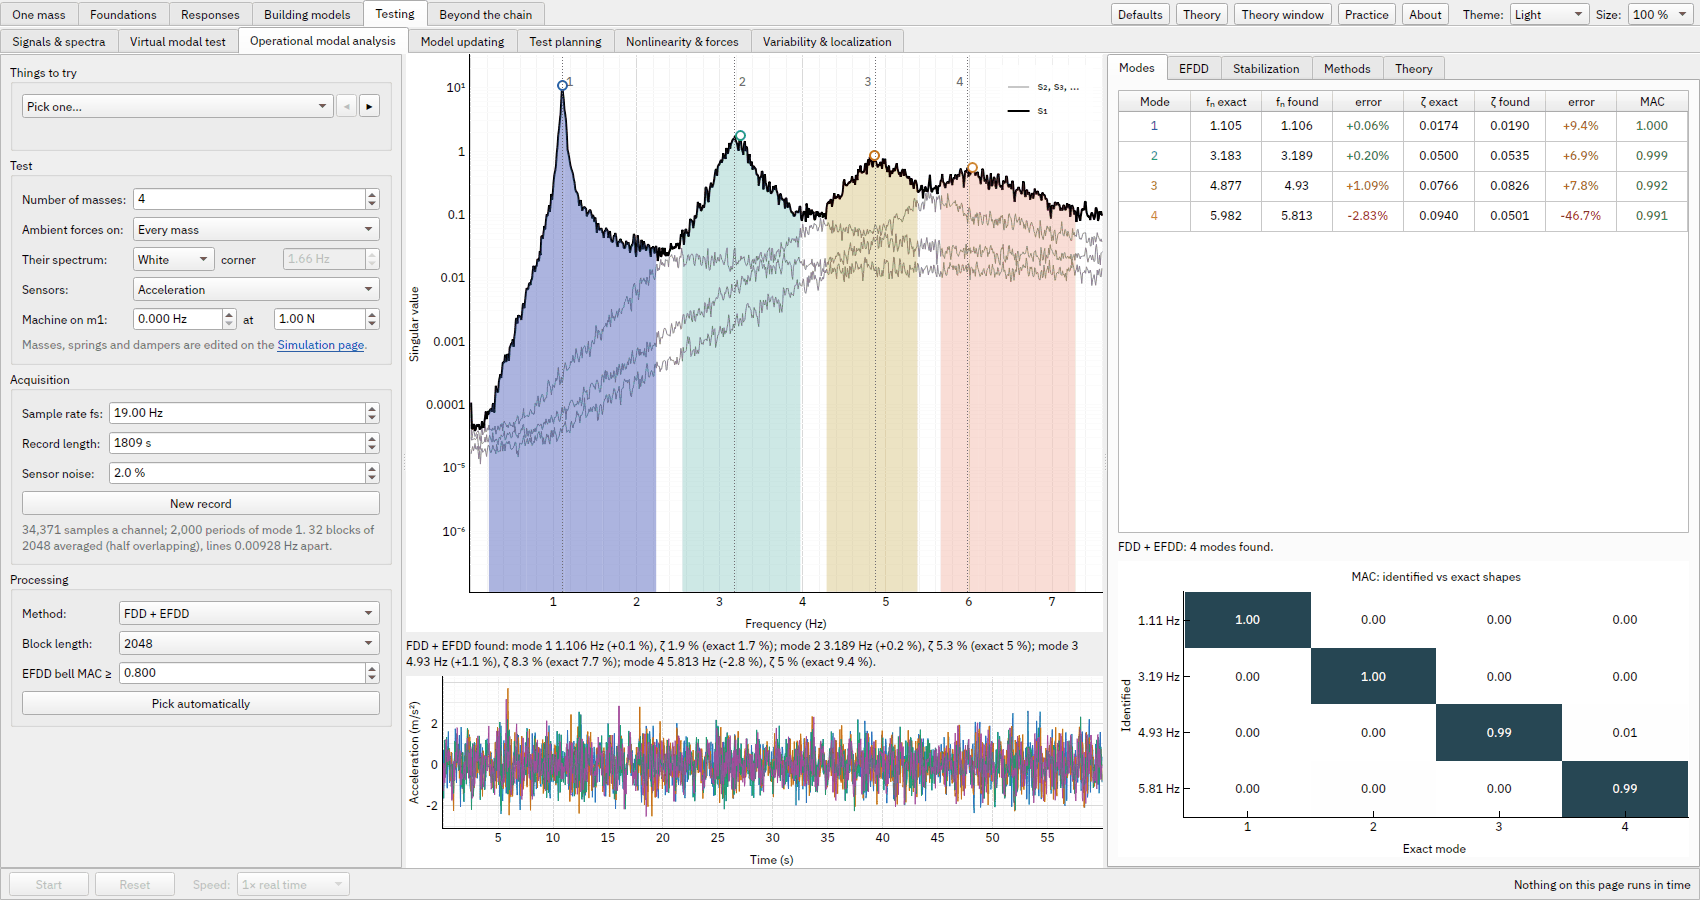 One mass
Foundations
Responses
Building models
Testing
Beyond the chain
Defaults
Theory
Theory window
Practice
About
Theme:
Light
Size:
100 %
Signals & spectra
Virtual modal test
Operational modal analysis
Model updating
Test planning
Nonlinearity & forces
Variability & localization
Things to try
Pick one...
Test
Number of masses: 4
Ambient forces on: Every mass
Their spectrum: White corner 1.66 Hz
Sensors: Acceleration
Machine on m1: 0.000 Hz at 1.00 N
Masses, springs and dampers are edited on the Simulation page.
Acquisition
Sample rate fs: 19.00 Hz
Record length: 1809 s
Sensor noise: 2.0 %
New record
34,371 samples a channel; 2,000 periods of mode 1. 32 blocks of
2048 averaged (half overlapping), lines 0.00928 Hz apart.
Processing
Method: FDD + EFDD
Block length: 2048
EFDD bell MAC ≥ 0.800
Pick automatically
Singular value
10¹
1
0.1
0.01
0.001
0.0001
10⁻⁵
10⁻⁶
1 2 3 4
s₂, s₃, ...
s₁
1 2 3 4 5 6 7
Frequency (Hz)
FDD + EFDD found: mode 1 1.106 Hz (+0.1 %), ζ 1.9 % (exact 1.7 %); mode 2 3.189 Hz (+0.2 %), ζ 5.3 % (exact 5 %); mode 3
4.93 Hz (+1.1 %), ζ 8.3 % (exact 7.7 %); mode 4 5.813 Hz (-2.8 %), ζ 5 % (exact 9.4 %).
Acceleration (m/s²)
2
0
-2
5 10 15 20 25 30 35 40 45 50 55
Time (s)
Modes
EFDD
Stabilization
Methods
Theory
Mode fₙ exact fₙ found error ζ exact ζ found error MAC
1 1.105 1.106 +0.06% 0.0174 0.0190 +9.4% 1.000
2 3.183 3.189 +0.20% 0.0500 0.0535 +6.9% 0.999
3 4.877 4.93 +1.09% 0.0766 0.0826 +7.8% 0.992
4 5.982 5.813 -2.83% 0.0940 0.0501 -46.7% 0.991
FDD + EFDD: 4 modes found.
MAC: identified vs exact shapes
Identified
1.11 Hz 1.00 0.00 0.00 0.00
3.19 Hz 0.00 1.00 0.00 0.00
4.93 Hz 0.00 0.00 0.99 0.01
5.81 Hz 0.00 0.00 0.00 0.99
1 2 3 4
Exact mode
Start
Reset
Speed:
1× real time
Nothing on this page runs in time